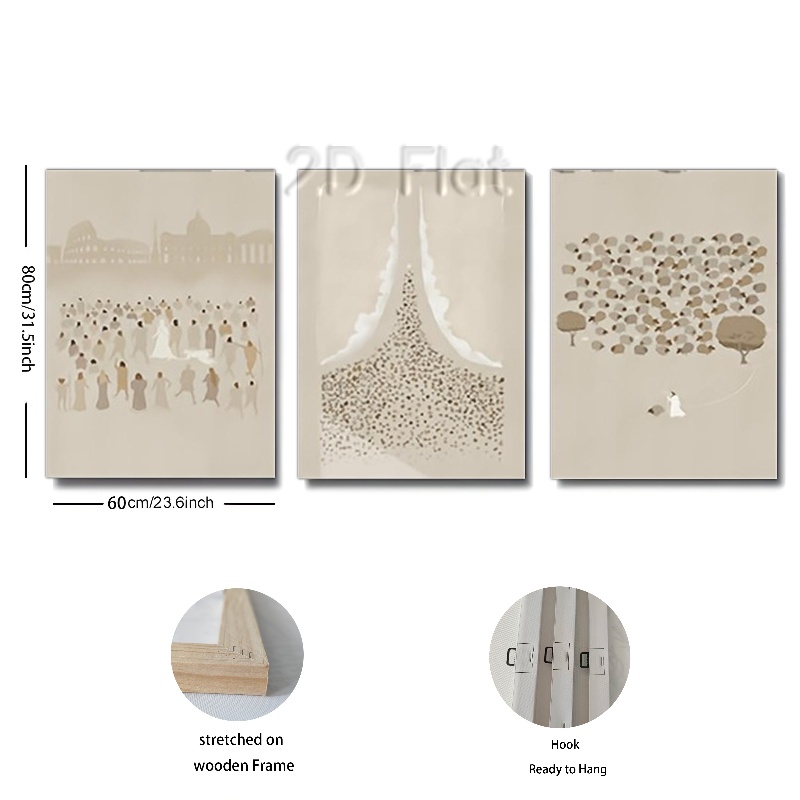 2D Flat
80cm/31.5inch
60cm/23.6inch
stretched on
wooden Frame
Hook
Ready to Hang